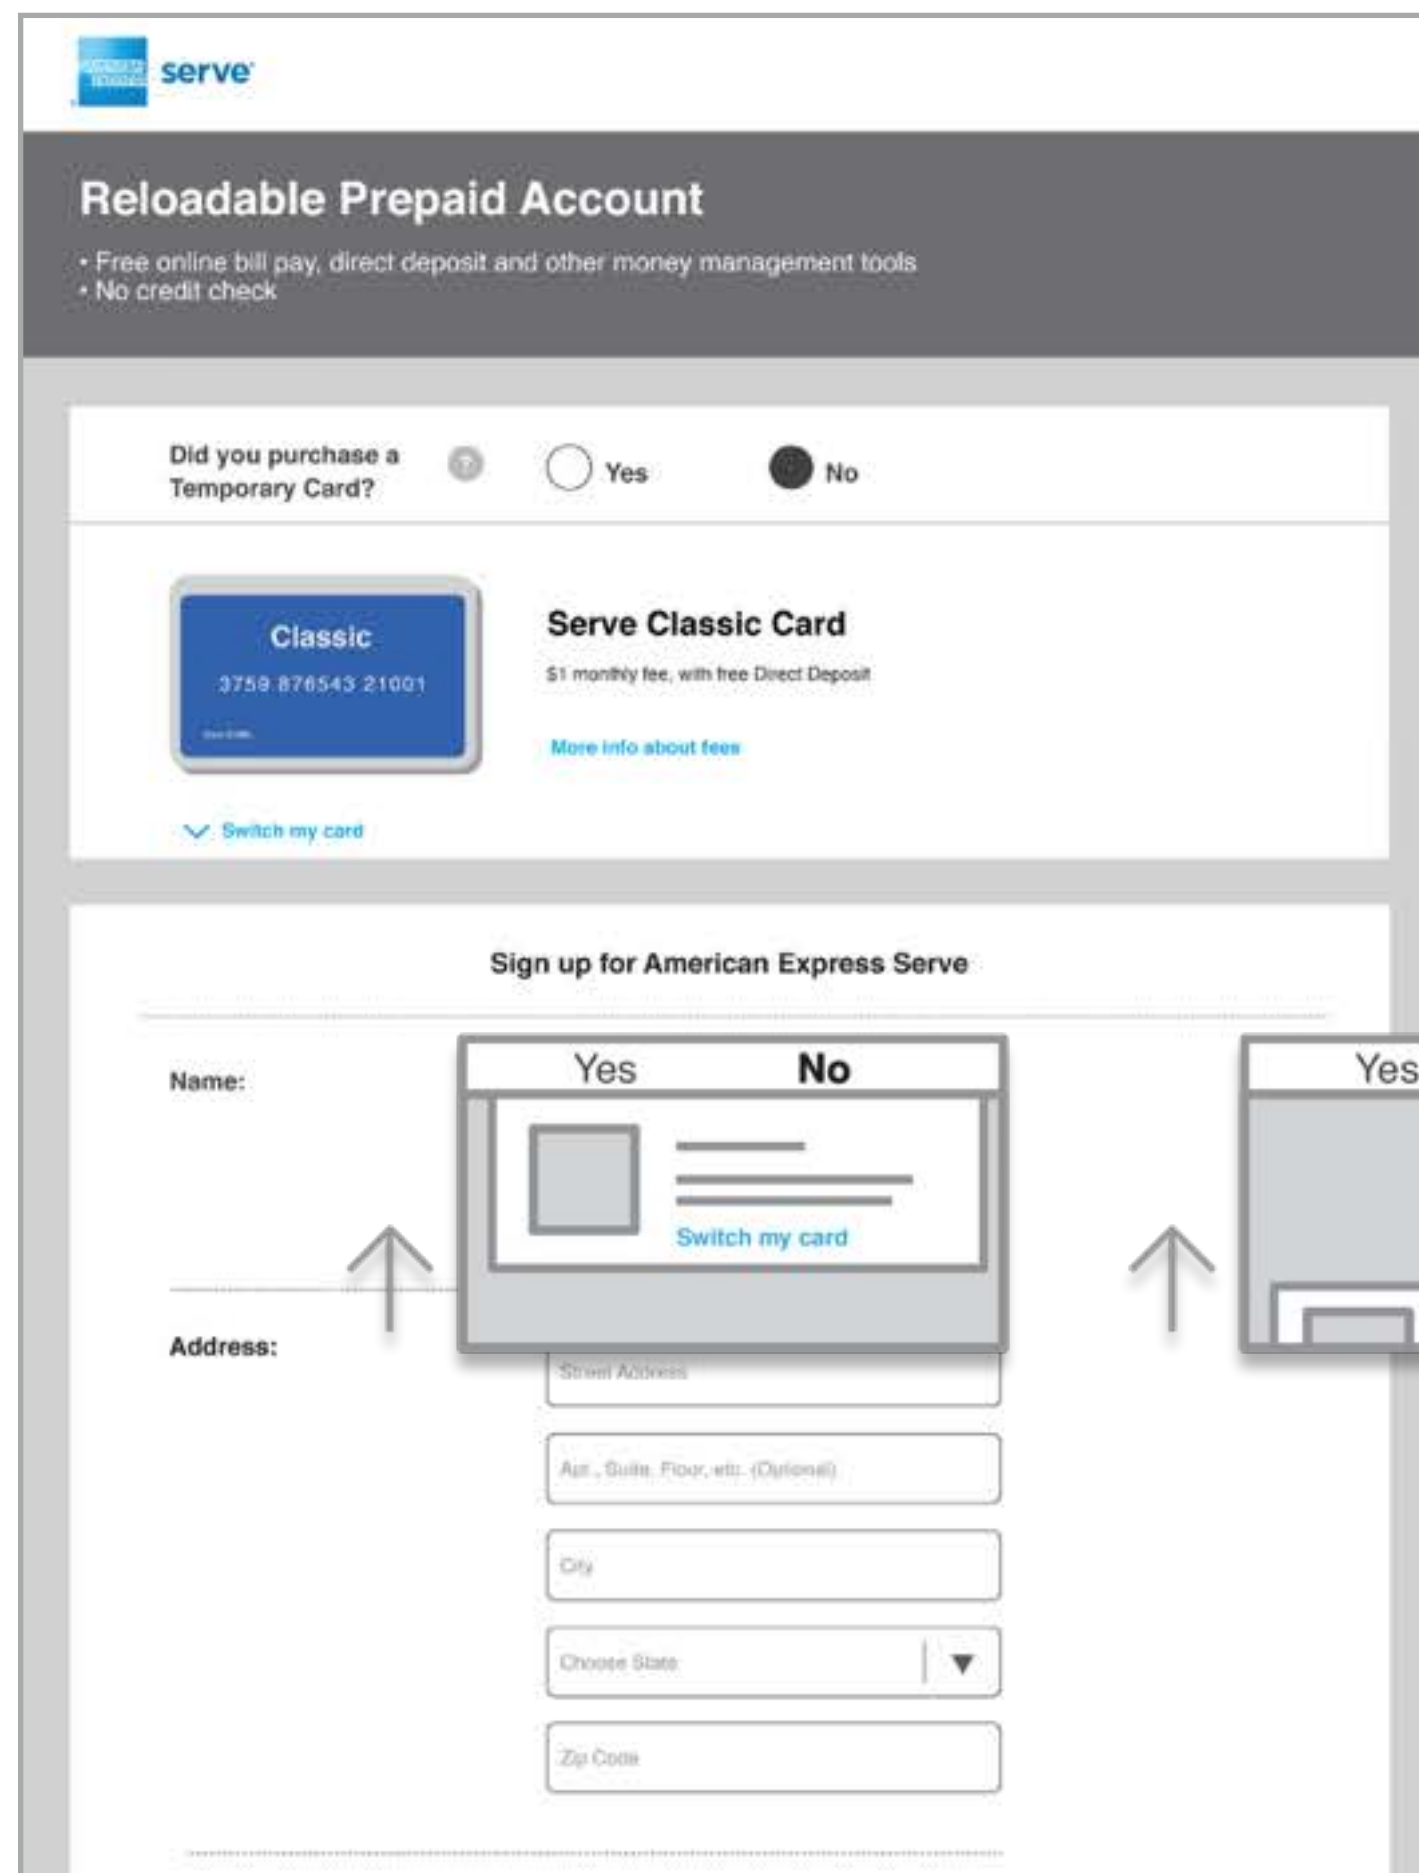 serve
Reloadable Prepaid Account
• Free online bill pay, direct deposit and other money management tools
• No credit check
Did you purchase a
Temporary Card?
?
Yes
No
Classic
3759 876543 21001
Serve Classic Card
$1 monthly fee, with free Direct Deposit
More info about fees
Switch my card
Sign up for American Express Serve
Name:
Yes
No
Switch my card
Yes
Address:
Street Address
Apt., Suite, Floor, etc. (Optional)
City
Choose State
Zip Code